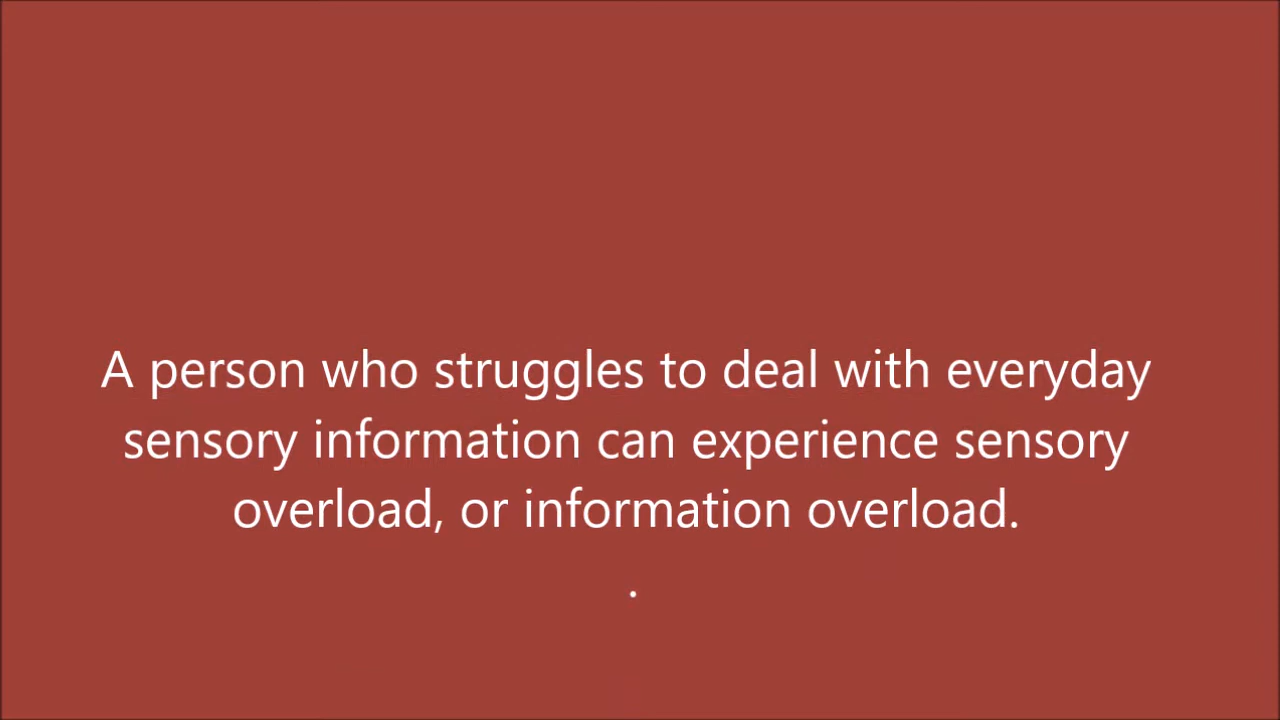 A person who struggles to deal with everyday
sensory information can experience sensory
overload, or information overload.
.